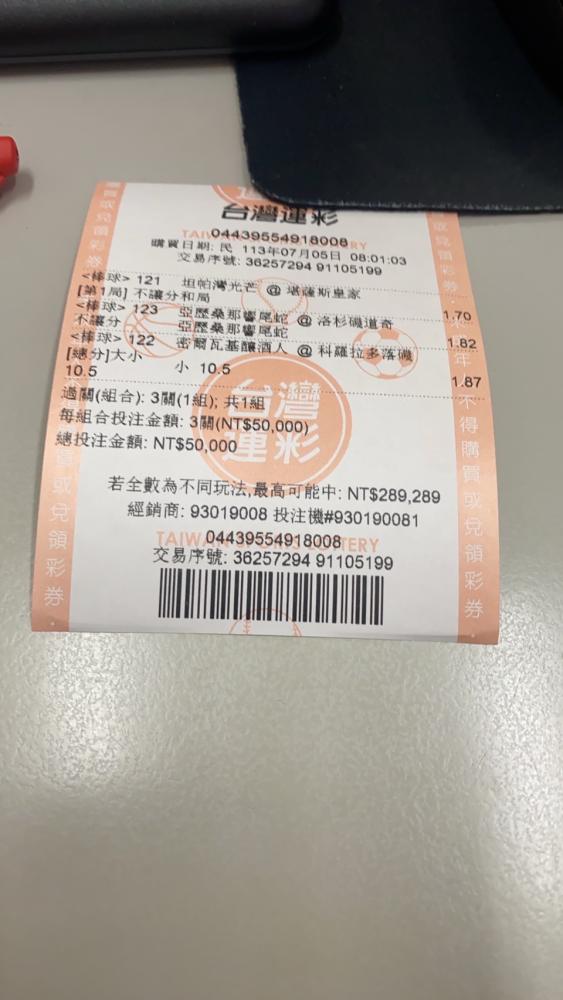 台灣運彩
04439554918008
購買日期: 民 113年07月05日 08:01:03
交易序號: 36257294 91105199
<棒球> 121 坦帕灣光芒 @ 堪薩斯皇家
[第1局] 不讓分和局 1.70
<棒球> 123 亞歷桑那響尾蛇 @ 洛杉磯道奇
不讓分 亞歷桑那響尾蛇 1.82
<棒球> 122 密爾瓦基釀酒人 @ 科羅拉多落磯
[總分]大小
10.5 小 10.5 1.87
過關(組合): 3關(1組); 共1組
每組合投注金額: 3關(NT$50,000)
總投注金額: NT$50,000
台灣運彩
若全數為不同玩法,最高可能中: NT$289,289
經銷商: 93019008 投注機#930190081
04439554918008
交易序號: 36257294 91105199